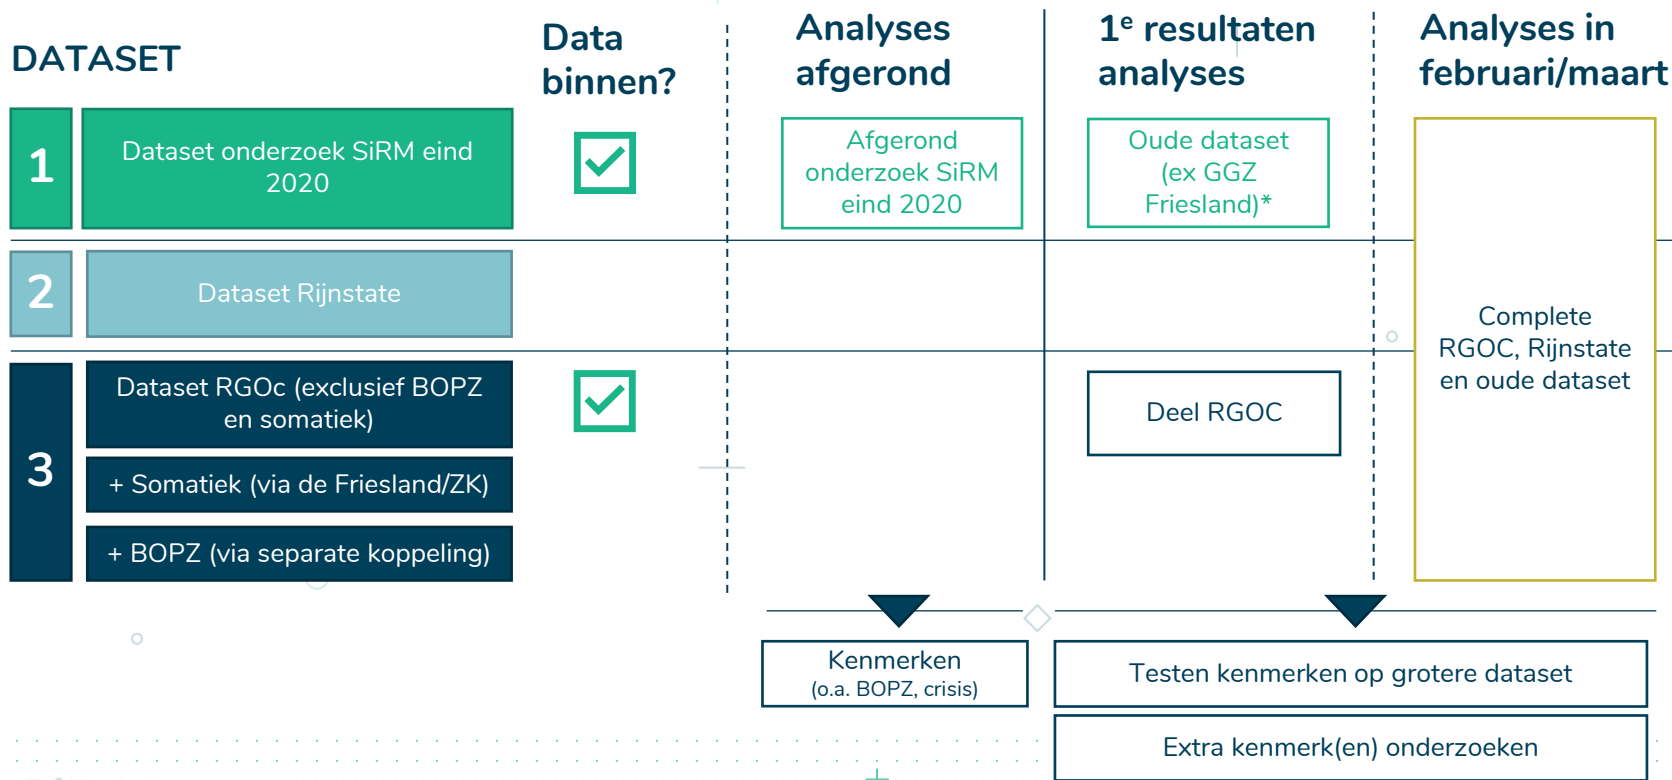 DATASET
Data
binnen?
Analyses
afgerond
1e resultaten
analyses
Analyses in
februari/maart
1
Dataset onderzoek SiRM eind
2020
Afgerond
onderzoek SiRM
eind 2020
Oude dataset
(ex GGZ
Friesland)*
2
Dataset Rijnstate
Complete
RGOC, Rijnstate
en oude dataset
3
Dataset RGOc (exclusief BOPZ
en somatiek)
Deel RGOC
+ Somatiek (via de Friesland/ZK)
+ BOPZ (via separate koppeling)
Kenmerken
(o.a. BOPZ, crisis)
Testen kenmerken op grotere dataset
Extra kenmerk(en) onderzoeken